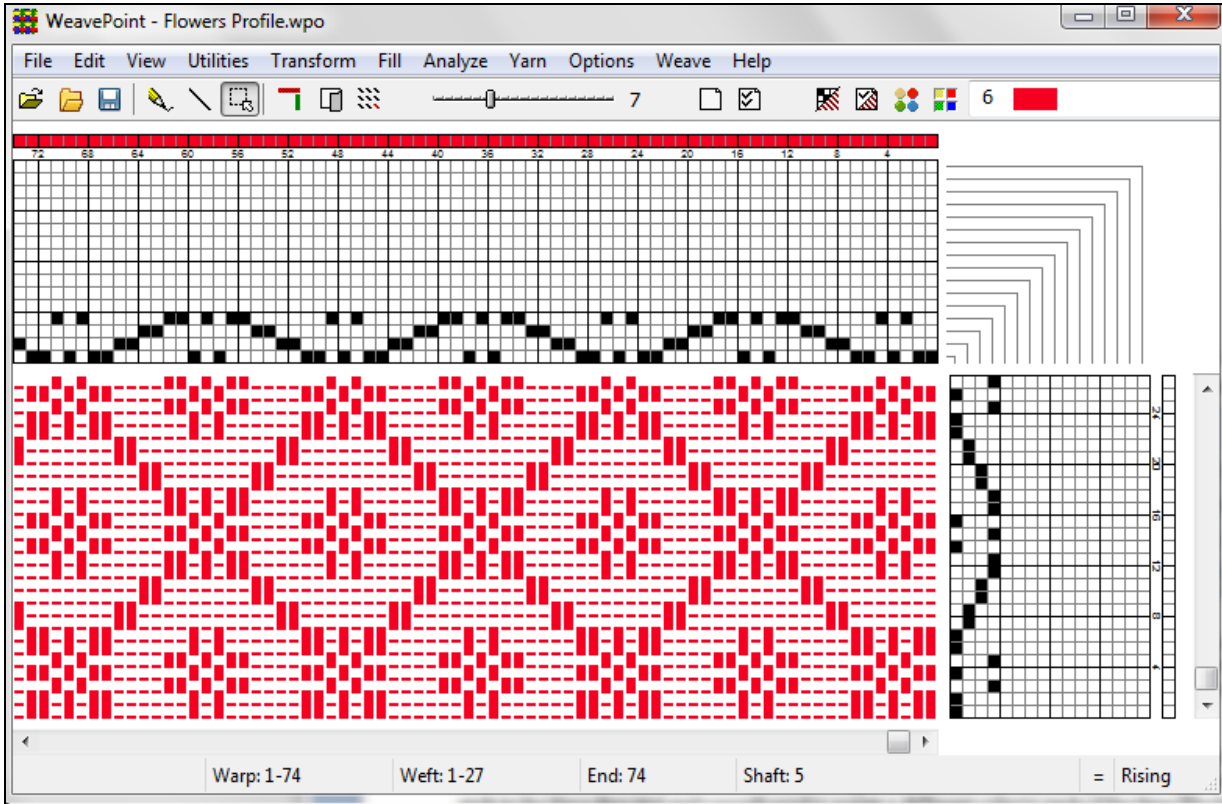 WeavePoint - Flowers Profile.wpo
File Edit View Utilities Transform Fill Analyze Yarn Options Weave Help
7 6
72 68 64 60 56 52 48 44 40 36 32 28 24 20 16 12 8 4
24
20
16
12
8
4
Warp: 1-74 Weft: 1-27 End: 74 Shaft: 5 = Rising